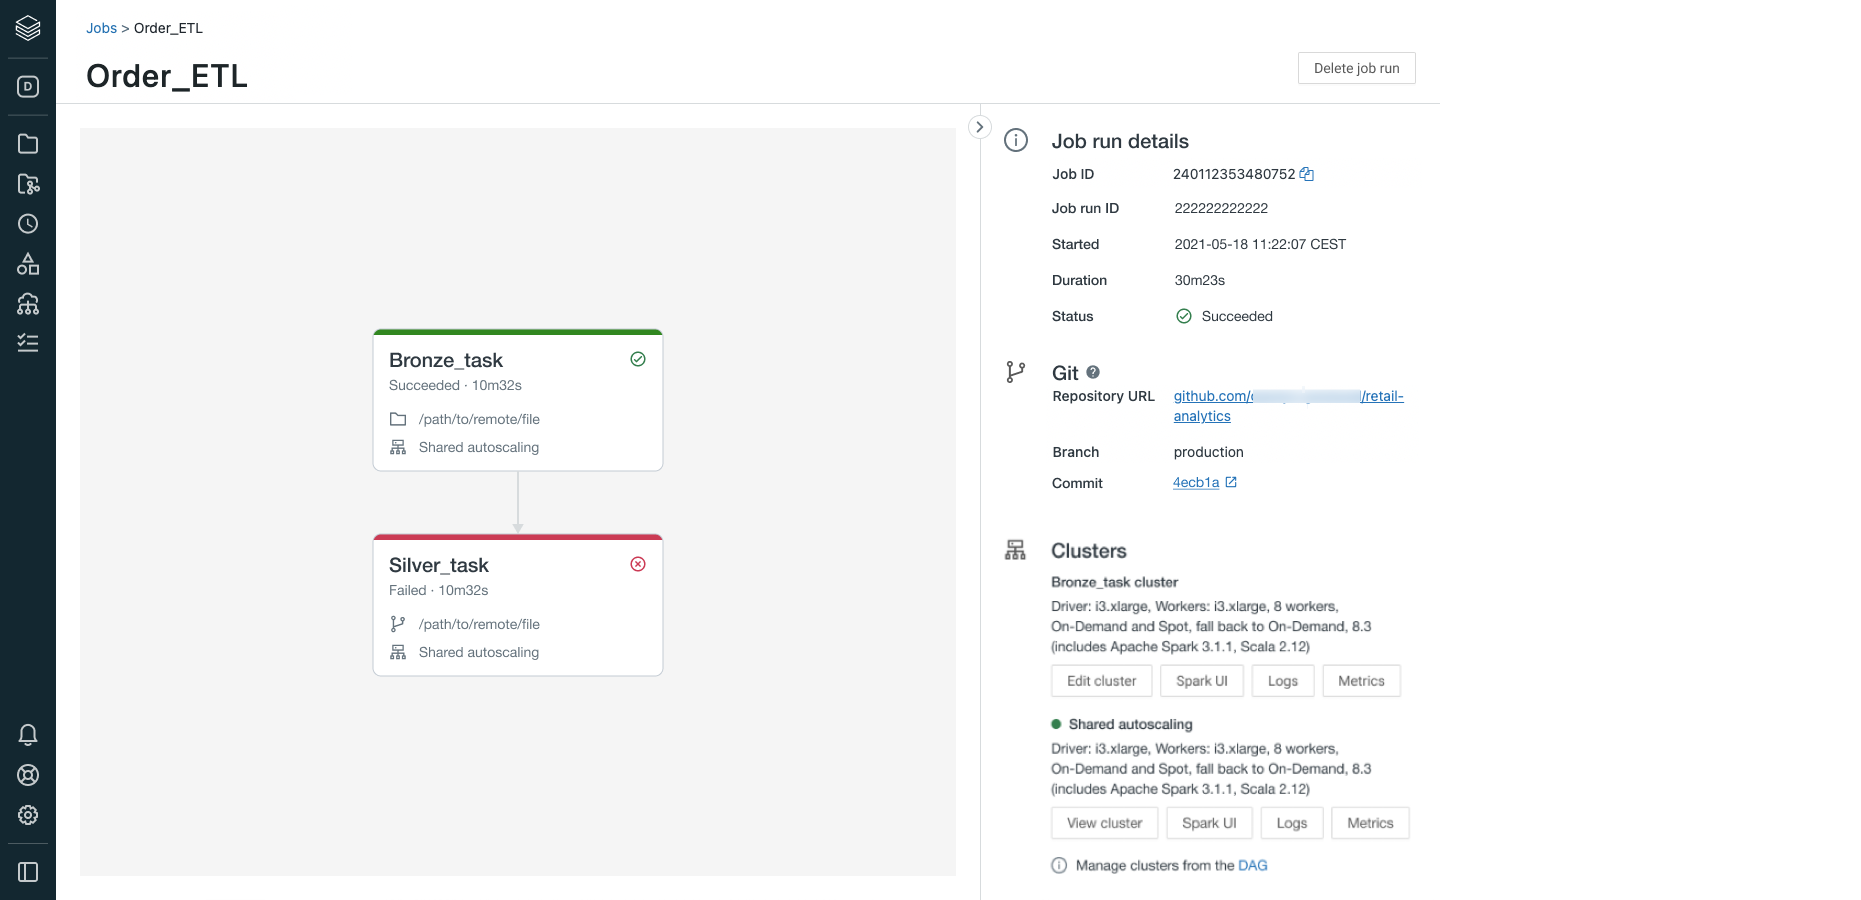 Jobs > Order_ETL
Order_ETL
Delete job run
D
Bronze_task
Succeeded · 10m32s
/path/to/remote/file
Shared autoscaling
Silver_task
Failed · 10m32s
/path/to/remote/file
Shared autoscaling
Job run details
Job ID 240112353480752
Job run ID 222222222222
Started 2021-05-18 11:22:07 CEST
Duration 30m23s
Status Succeeded
Git
Repository URL github.com/ /retail-
analytics
Branch production
Commit 4ecb1a
Clusters
Bronze_task cluster
Driver: i3.xlarge, Workers: i3.xlarge, 8 workers,
On-Demand and Spot, fall back to On-Demand, 8.3
(includes Apache Spark 3.1.1, Scala 2.12)
Edit cluster Spark UI Logs Metrics
Shared autoscaling
Driver: i3.xlarge, Workers: i3.xlarge, 8 workers,
On-Demand and Spot, fall back to On-Demand, 8.3
(includes Apache Spark 3.1.1, Scala 2.12)
View cluster Spark UI Logs Metrics
Manage clusters from the DAG